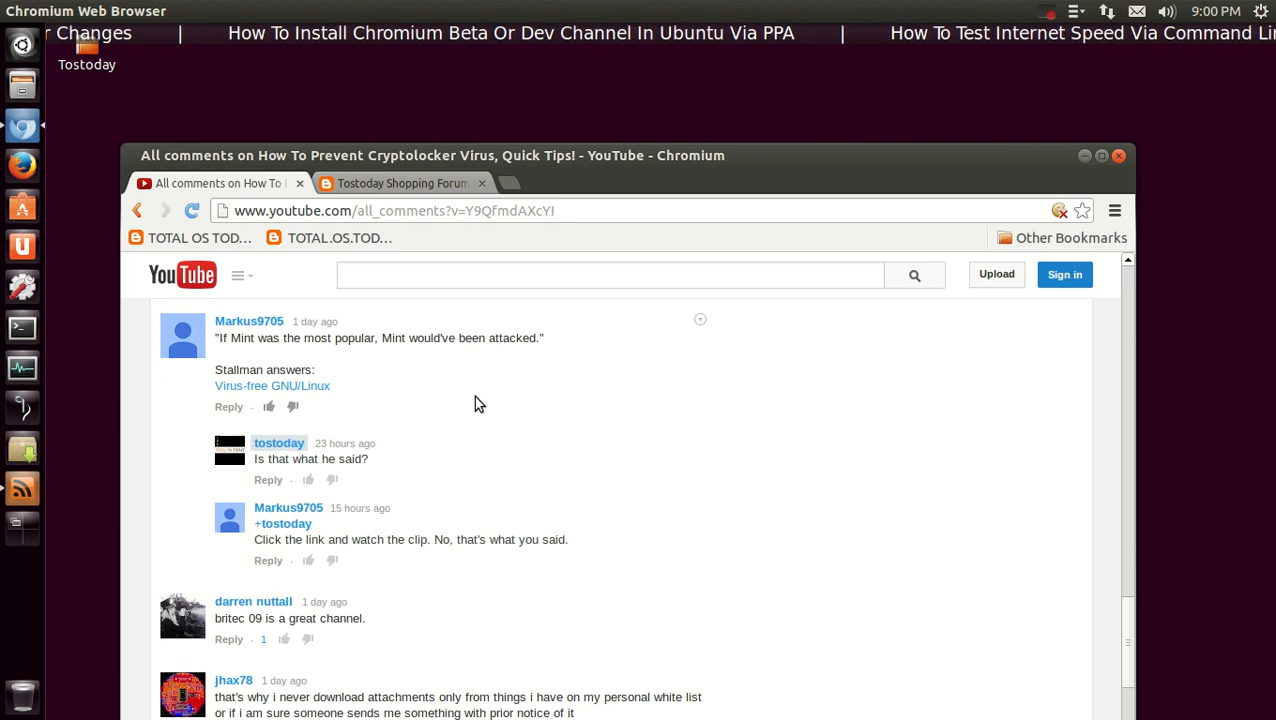 Chromium Web Browser
9:00 PM
r Changes | How To Install Chromium Beta Or Dev Channel In Ubuntu Via PPA | How To Test Internet Speed Via Command Li
Tostoday
All comments on How To Prevent Cryptolocker Virus, Quick Tips! - YouTube - Chromium
All comments on How To
Tostoday Shopping Forum
www.youtube.com/all_comments?v=Y9QfmdAXcYI
TOTAL OS TOD...
TOTAL.OS.TOD...
Other Bookmarks
YouTube
Upload
Sign in
Markus9705 1 day ago
"If Mint was the most popular, Mint would've been attacked."
Stallman answers:
Virus-free GNU/Linux
Reply ·
tostoday 23 hours ago
Is that what he said?
Reply ·
Markus9705 15 hours ago
+tostoday
Click the link and watch the clip. No, that's what you said.
Reply ·
darren nuttall 1 day ago
britec 09 is a great channel.
Reply · 1
jhax78 1 day ago
that's why i never download attachments only from things i have on my personal white list
or if i am sure someone sends me something with prior notice of it